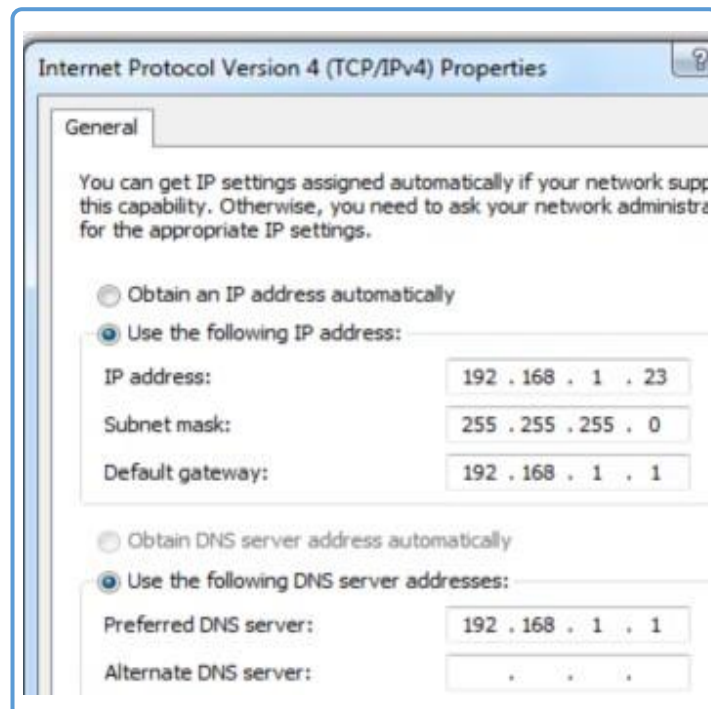 Internet Protocol Version 4 (TCP/IPv4) Properties
?
General
You can get IP settings assigned automatically if your network supp
this capability. Otherwise, you need to ask your network administra
for the appropriate IP settings.
Obtain an IP address automatically
Use the following IP address:
IP address: 192 . 168 . 1 . 23
Subnet mask: 255 . 255 . 255 . 0
Default gateway: 192 . 168 . 1 . 1
Obtain DNS server address automatically
Use the following DNS server addresses:
Preferred DNS server: 192 . 168 . 1 . 1
Alternate DNS server: . . .